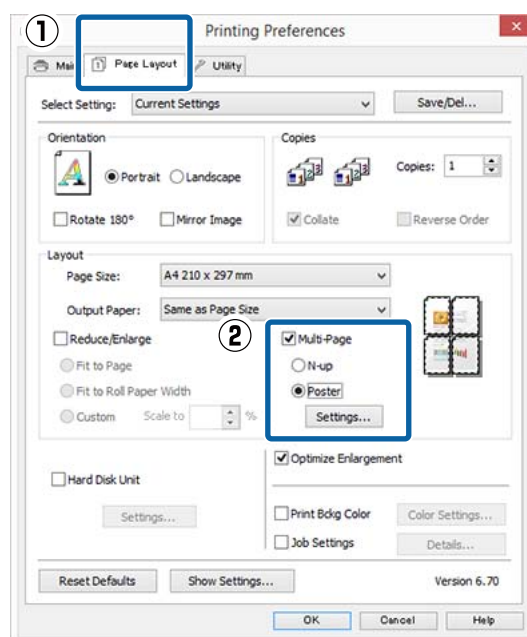 ① Printing Preferences
Main Page Layout Utility
Select Setting: Current Settings Save/Del...
Orientation Copies
Portrait Landscape Copies: 1
Rotate 180° Mirror Image Collate Reverse Order
Layout
Page Size: A4 210 x 297 mm
Output Paper: Same as Page Size
Reduce/Enlarge ② Multi-Page
Fit to Page N-up
Fit to Roll Paper Width Poster
Custom Scale to % Settings...
Optimize Enlargement
Hard Disk Unit
Settings... Print Bckg Color Color Settings...
Job Settings Details...
Reset Defaults Show Settings... Version 6.70
OK Cancel Help